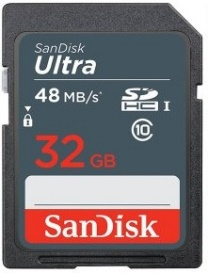 SanDisk
Ultra
48 MB/s*
SDHC I
10
32 GB
SanDisk